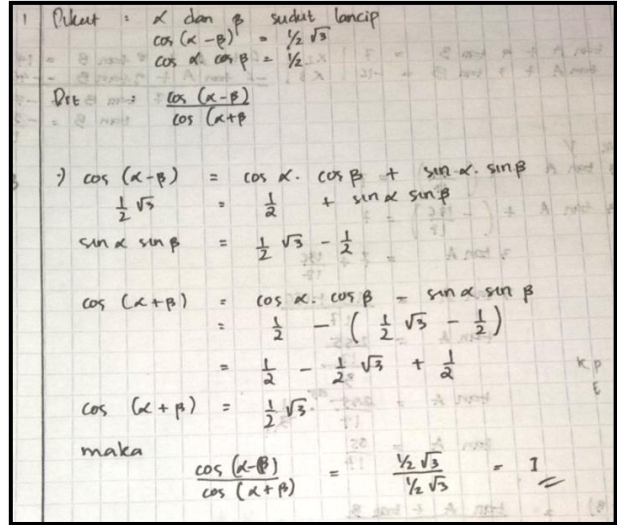 1 Diket : α dan β sudut lancip
cos (α - β) = 1/2 √3
cos α cos β = 1/2
Dit : cos (α-β) / cos (α+β
=) cos (α-β) = cos α . cos β + sin α . sin β
1/2 √3 = 1/2 + sin α sin β
sin α sin β = 1/2 √3 - 1/2
cos (α+β) = cos α . cos β - sin α sin β
= 1/2 - ( 1/2 √3 - 1/2 )
= 1/2 - 1/2 √3 + 1/2
cos (α + β) = 1/2 √3
maka
cos (α-β) / cos (α+β) = 1/2 √3 / 1/2 √3 = 1